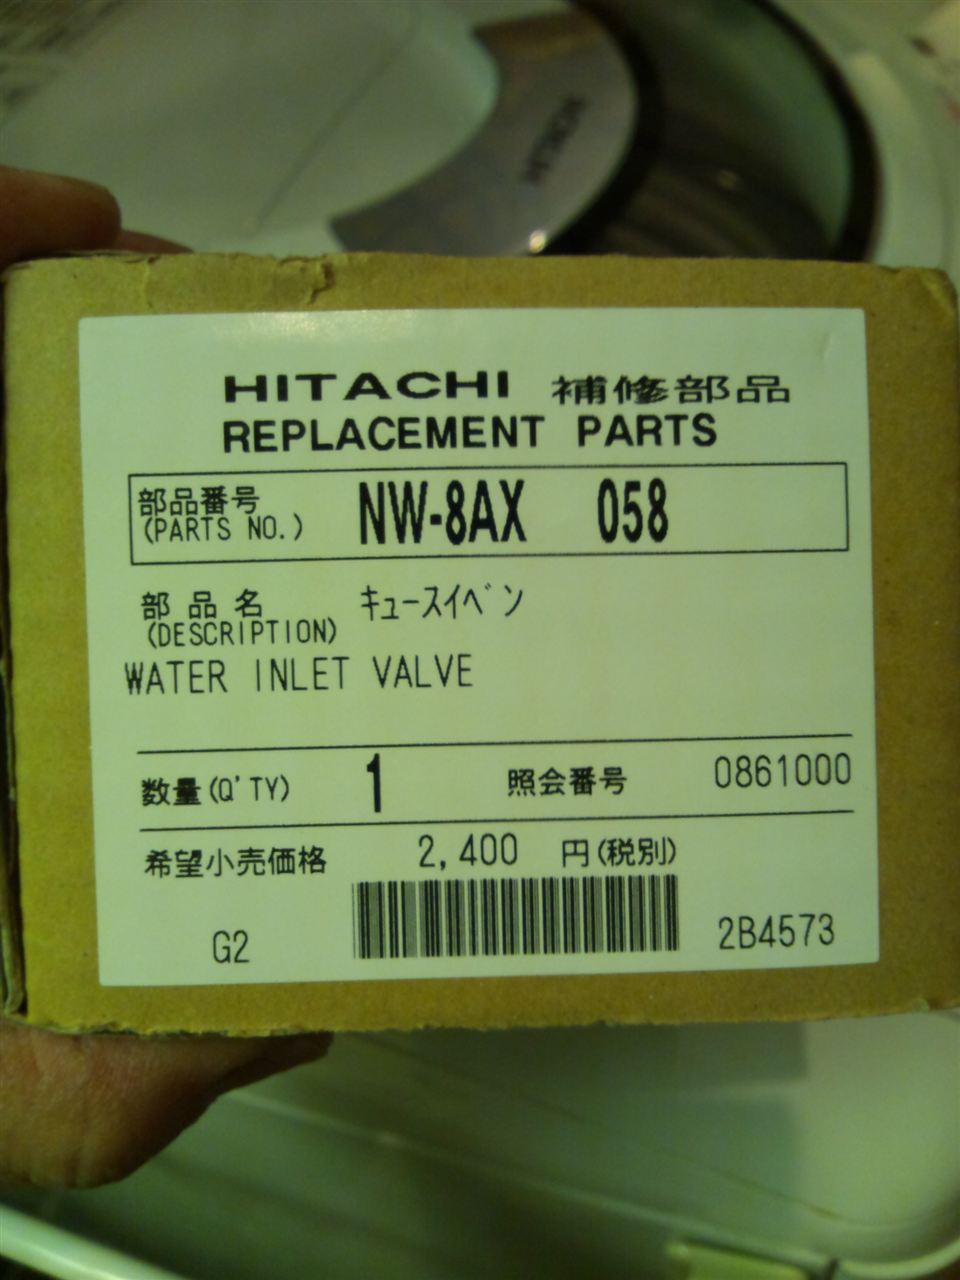 HITACHI 補修部品
REPLACEMENT PARTS
部品番号
(PARTS NO.) NW-8AX 058
部品名 ｷｭｰｽｲﾍﾞﾝ
(DESCRIPTION)
WATER INLET VALVE
数量(Q'TY) 1 照会番号 0861000
希望小売価格 2,400 円(税別)
G2 2B4573